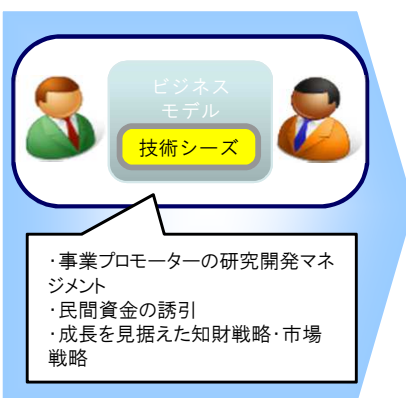 ビジネス
モデル
技術シーズ
・事業プロモーターの研究開発マネ
ジメント
・民間資金の誘引
・成長を見据えた知財戦略・市場
戦略